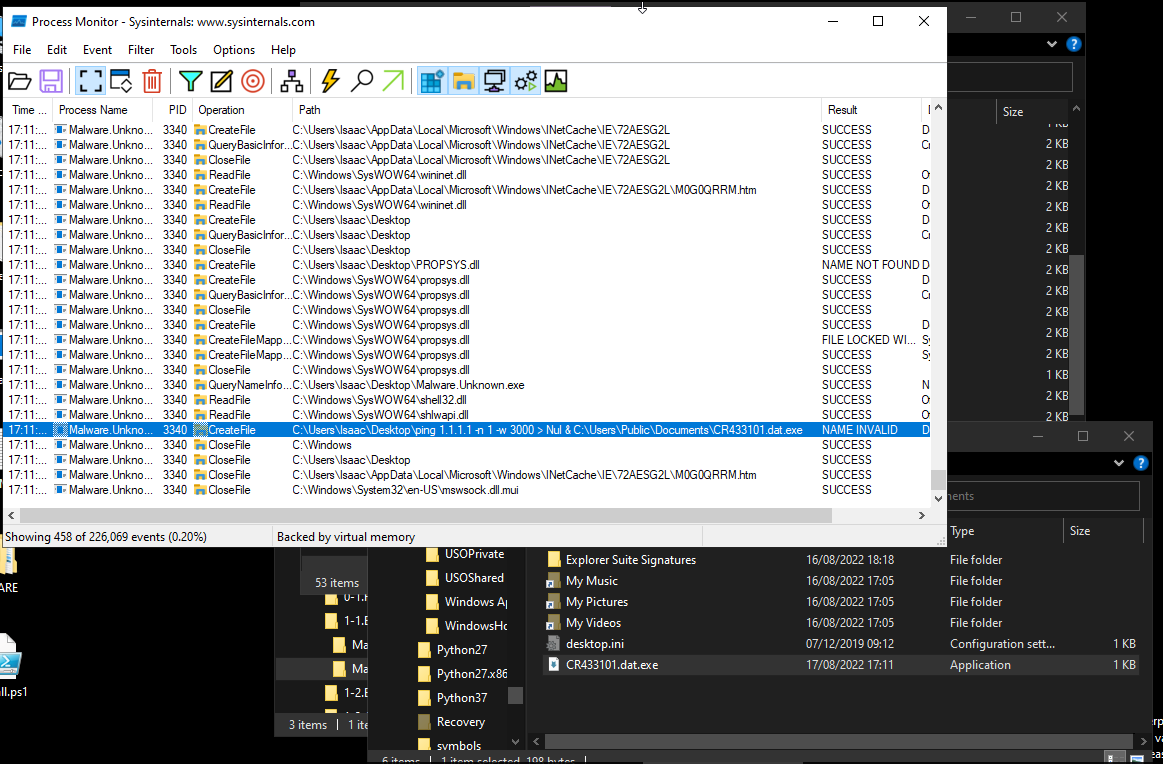 Process Monitor - Sysinternals: www.sysinternals.com
File Edit Event Filter Tools Options Help
Time ... Process Name PID Operation Path Result
17:11:... Malware.Unkno... 3340 CreateFile C:\Users\Isaac\AppData\Local\Microsoft\Windows\INetCache\IE\72AESG2L SUCCESS D
17:11:... Malware.Unkno... 3340 QueryBasicInfor... C:\Users\Isaac\AppData\Local\Microsoft\Windows\INetCache\IE\72AESG2L SUCCESS
17:11:... Malware.Unkno... 3340 CloseFile C:\Users\Isaac\AppData\Local\Microsoft\Windows\INetCache\IE\72AESG2L SUCCESS
17:11:... Malware.Unkno... 3340 ReadFile C:\Windows\SysWOW64\wininet.dll SUCCESS
17:11:... Malware.Unkno... 3340 CreateFile C:\Users\Isaac\AppData\Local\Microsoft\Windows\INetCache\IE\72AESG2L\M0G0QRRM.htm SUCCESS D
17:11:... Malware.Unkno... 3340 ReadFile C:\Windows\SysWOW64\wininet.dll SUCCESS
17:11:... Malware.Unkno... 3340 CreateFile C:\Users\Isaac\Desktop SUCCESS D
17:11:... Malware.Unkno... 3340 QueryBasicInfor... C:\Users\Isaac\Desktop SUCCESS
17:11:... Malware.Unkno... 3340 CloseFile C:\Users\Isaac\Desktop SUCCESS
17:11:... Malware.Unkno... 3340 CreateFile C:\Users\Isaac\Desktop\PROPSYS.dll NAME NOT FOUND D
17:11:... Malware.Unkno... 3340 CreateFile C:\Windows\SysWOW64\propsys.dll SUCCESS D
17:11:... Malware.Unkno... 3340 QueryBasicInfor... C:\Windows\SysWOW64\propsys.dll SUCCESS
17:11:... Malware.Unkno... 3340 CloseFile C:\Windows\SysWOW64\propsys.dll SUCCESS
17:11:... Malware.Unkno... 3340 CreateFile C:\Windows\SysWOW64\propsys.dll SUCCESS D
17:11:... Malware.Unkno... 3340 CreateFileMapp... C:\Windows\SysWOW64\propsys.dll FILE LOCKED WI... Sy
17:11:... Malware.Unkno... 3340 CreateFileMapp... C:\Windows\SysWOW64\propsys.dll SUCCESS Sy
17:11:... Malware.Unkno... 3340 CloseFile C:\Windows\SysWOW64\propsys.dll SUCCESS
17:11:... Malware.Unkno... 3340 QueryNameInfo... C:\Users\Isaac\Desktop\Malware.Unknown.exe SUCCESS N
17:11:... Malware.Unkno... 3340 ReadFile C:\Windows\SysWOW64\shell32.dll SUCCESS
17:11:... Malware.Unkno... 3340 ReadFile C:\Windows\SysWOW64\shlwapi.dll SUCCESS
17:11:... Malware.Unkno... 3340 CreateFile C:\Users\Isaac\Desktop\ping 1.1.1.1 -n 1 -w 3000 > Nul & C:\Users\Public\Documents\CR433101.dat.exe NAME INVALID D
17:11:... Malware.Unkno... 3340 CloseFile C:\Windows SUCCESS
17:11:... Malware.Unkno... 3340 CloseFile C:\Users\Isaac\Desktop SUCCESS
17:11:... Malware.Unkno... 3340 CloseFile C:\Users\Isaac\AppData\Local\Microsoft\Windows\INetCache\IE\72AESG2L\M0G0QRRM.htm SUCCESS
17:11:... Malware.Unkno... 3340 CloseFile C:\Windows\System32\en-US\mswsock.dll.mui SUCCESS
Showing 458 of 226,069 events (0.20%) Backed by virtual memory
Size
1 KB
2 KB
2 KB
2 KB
2 KB
2 KB
2 KB
2 KB
2 KB
2 KB
2 KB
2 KB
1 KB
2 KB
2 KB
ments
Type Size
Explorer Suite Signatures 16/08/2022 18:18 File folder
My Music 16/08/2022 17:05 File folder
My Pictures 16/08/2022 17:05 File folder
My Videos 16/08/2022 17:05 File folder
desktop.ini 07/12/2019 09:12 Configuration sett... 1 KB
CR433101.dat.exe 17/08/2022 17:11 Application 1 KB
USOPrivate
USOShared
Windows Ap
WindowsHo
Python27
Python27.x86
Python37
Recovery
symbols
6 items 1 item selected 198 bytes
53 items
1-1.E
Ma
Ma
1-2.E
3 items 1 ite
ARE
ll.ps1